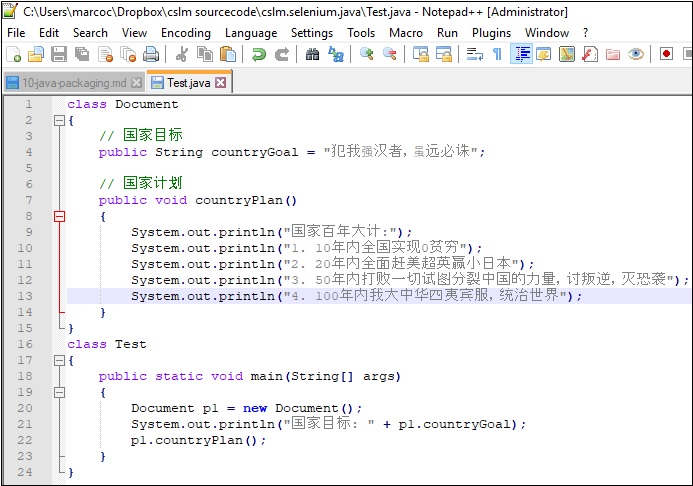 C:\Users\marcoc\Dropbox\cslm sourcecode\cslm.selenium.java\Test.java - Notepad++ [Administrator]
File Edit Search View Encoding Language Settings Tools Macro Run Plugins Window ?
10-java-packaging.md Test.java
1 class Document
2 {
3 // 国家目标
4 public String countryGoal = "犯我强汉者，虽远必诛";
5
6 // 国家计划
7 public void countryPlan()
8 {
9 System.out.println("国家百年大计:");
10 System.out.println("1. 10年内全国实现0贫穷");
11 System.out.println("2. 20年内全面赶美超英赢小日本");
12 System.out.println("3. 50年内打败一切试图分裂中国的力量，讨叛逆，灭恐袭");
13 System.out.println("4. 100年内我大中华四夷宾服，统治世界");
14 }
15 }
16 class Test
17 {
18 public static void main(String[] args)
19 {
20 Document p1 = new Document();
21 System.out.println("国家目标: " + p1.countryGoal);
22 p1.countryPlan();
23 }
24 }